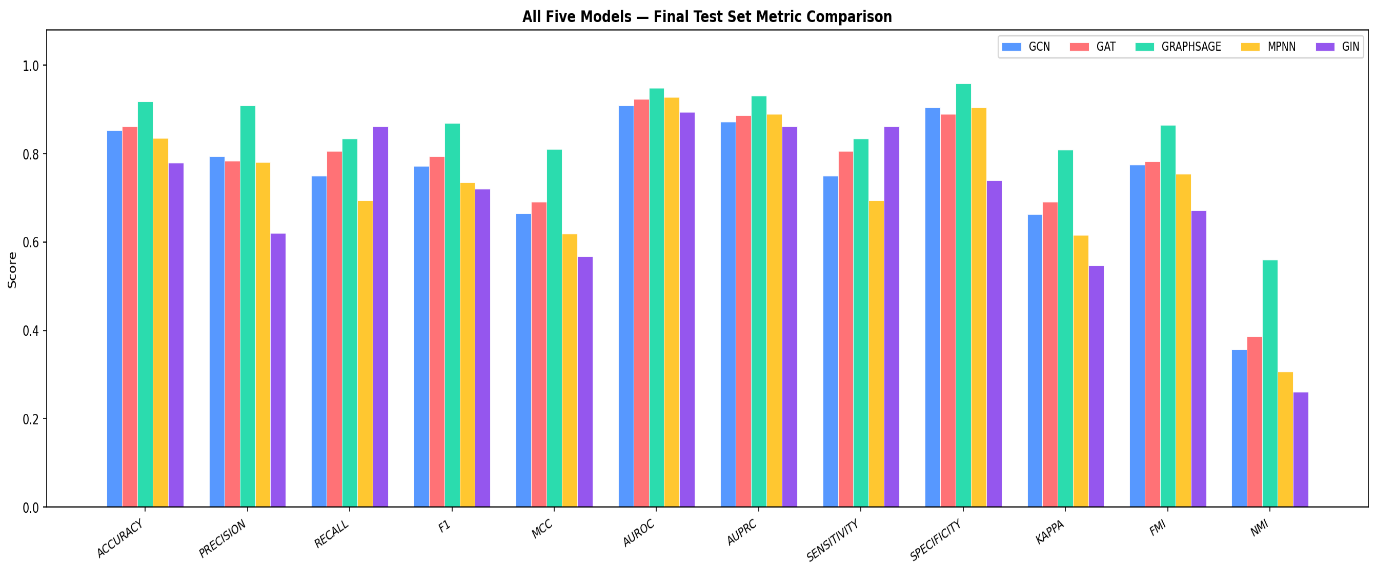 All Five Models — Final Test Set Metric Comparison
GCN GAT GRAPHSAGE MPNN GIN
1.0
0.8
0.6
0.4
0.2
0.0
Score
ACCURACY PRECISION RECALL F1 MCC AUROC AUPRC SENSITIVITY SPECIFICITY KAPPA FMI NMI